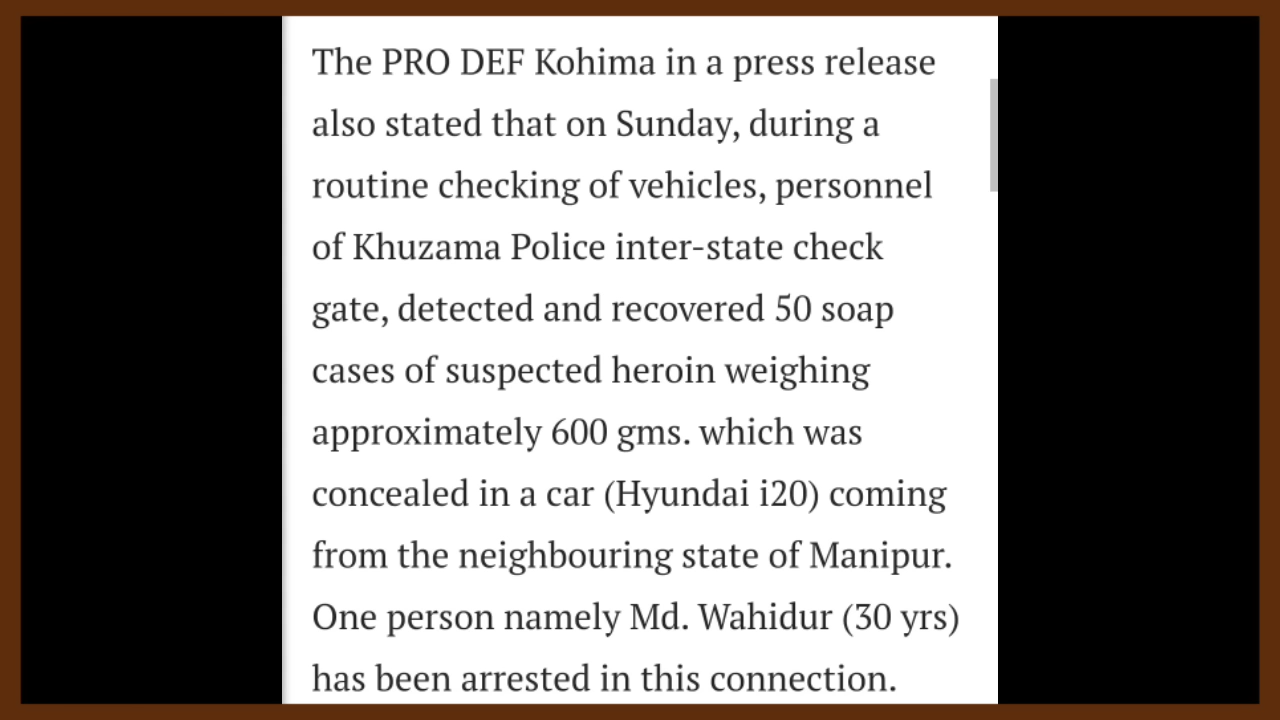 The PRO DEF Kohima in a press release
also stated that on Sunday, during a
routine checking of vehicles, personnel
of Khuzama Police inter-state check
gate, detected and recovered 50 soap
cases of suspected heroin weighing
approximately 600 gms. which was
concealed in a car (Hyundai i20) coming
from the neighbouring state of Manipur.
One person namely Md. Wahidur (30 yrs)
has been arrested in this connection.